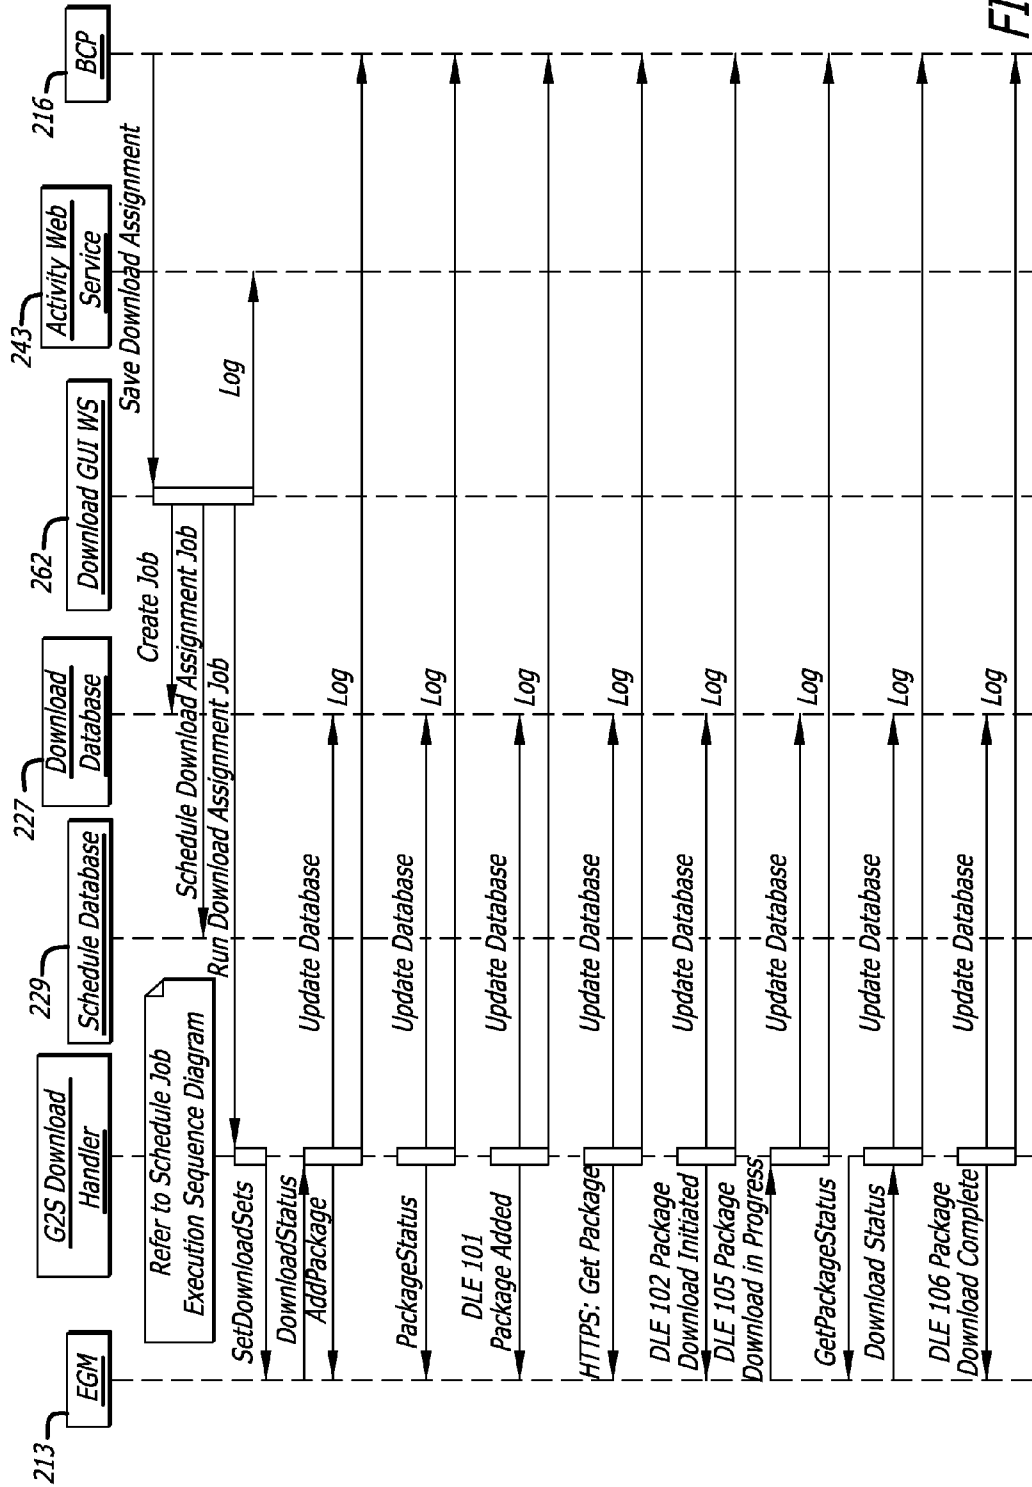 213
EGM
G2S Download
Handler
229
Schedule Database
227
Download
Database
262
Download GUI WS
243
Activity Web
Service
216
BCP
Save Download Assignment
Create Job
Refer to Schedule Job
Execution Sequence Diagram
Schedule Download Assignment Job
Run Download Assignment Job
Log
SetDownloadSets
DownloadStatus
AddPackage
Update Database
Log
PackageStatus
Update Database
Log
DLE 101
Package Added
Update Database
Log
HTTPS: Get Package
Update Database
Log
DLE 102 Package
Download Initiated
Update Database
Log
DLE 105 Package
Download in Progress
Update Database
Log
GetPackageStatus
Download Status
Update Database
Log
DLE 106 Package
Download Complete
Update Database
Log